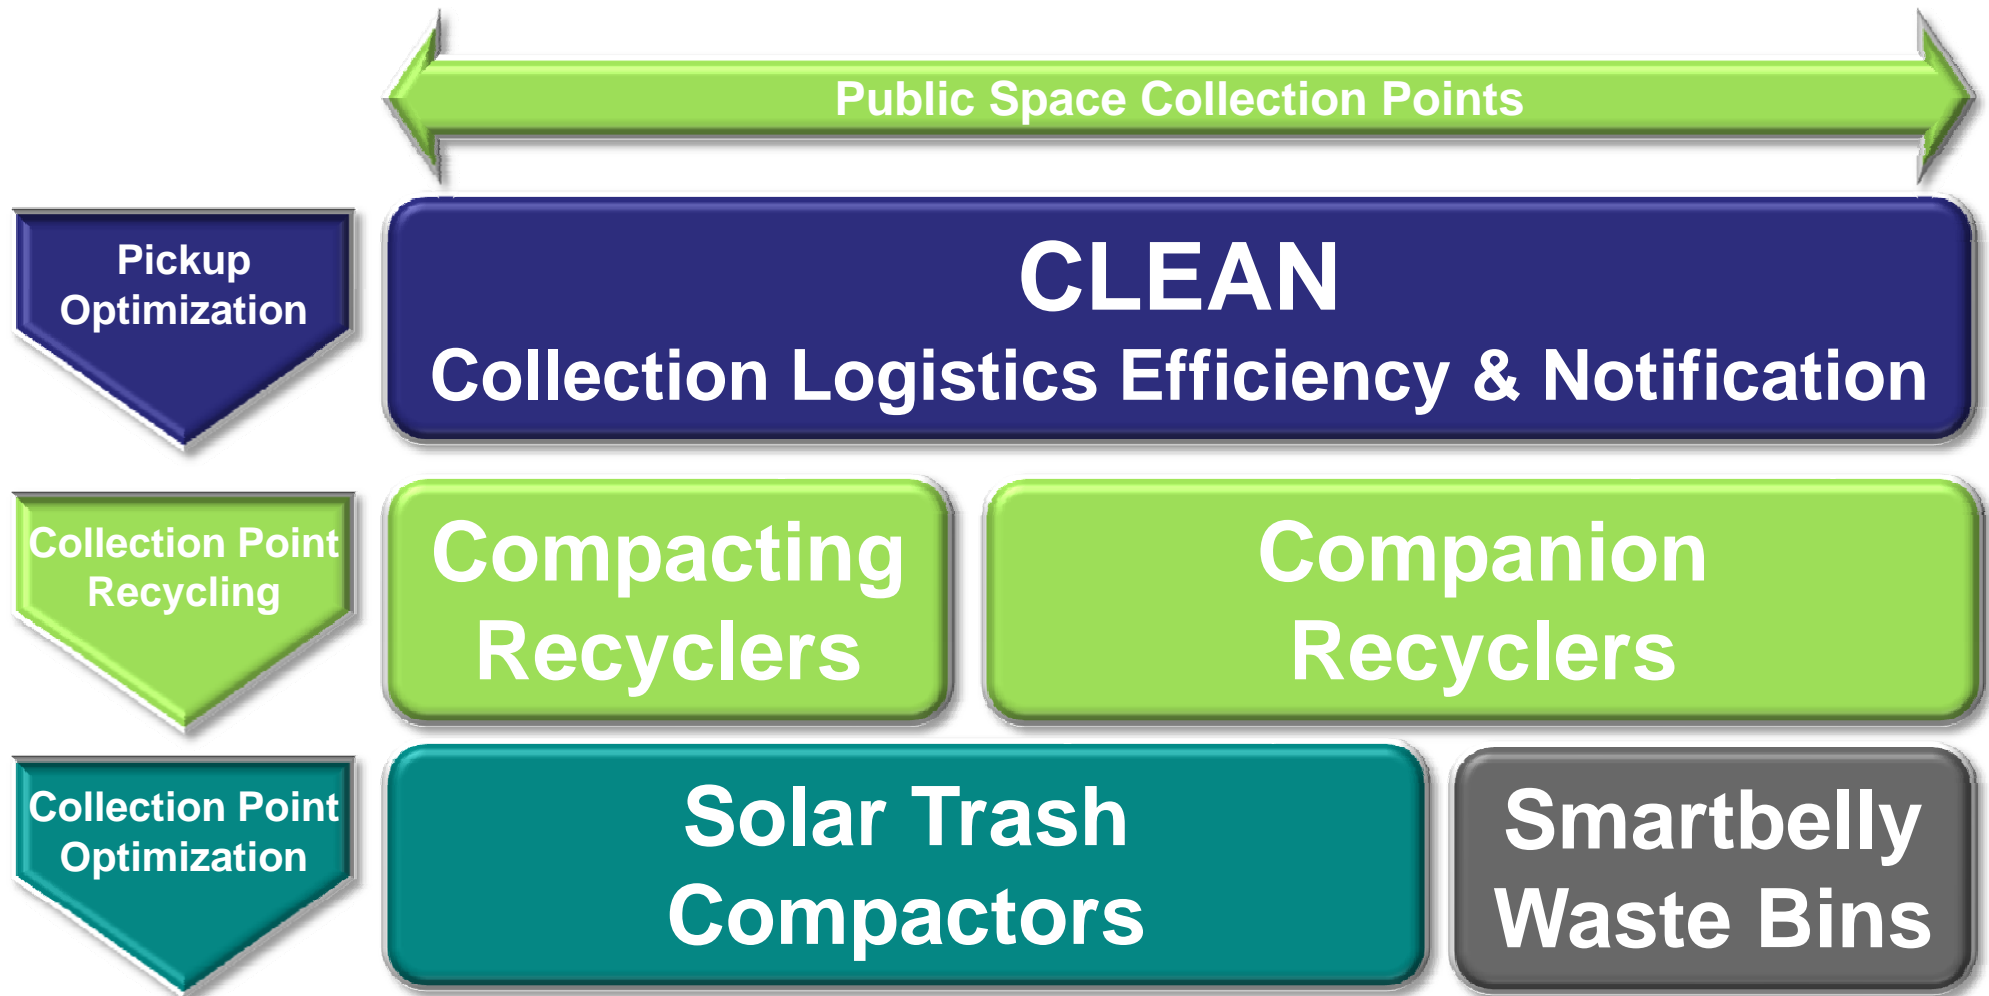 Public Space Collection Points
Pickup
Optimization
CLEAN
Collection Logistics Efficiency & Notification
Collection Point
Recycling
Compacting
Recyclers
Companion
Recyclers
Collection Point
Optimization
Solar Trash
Compactors
Smartbelly
Waste Bins